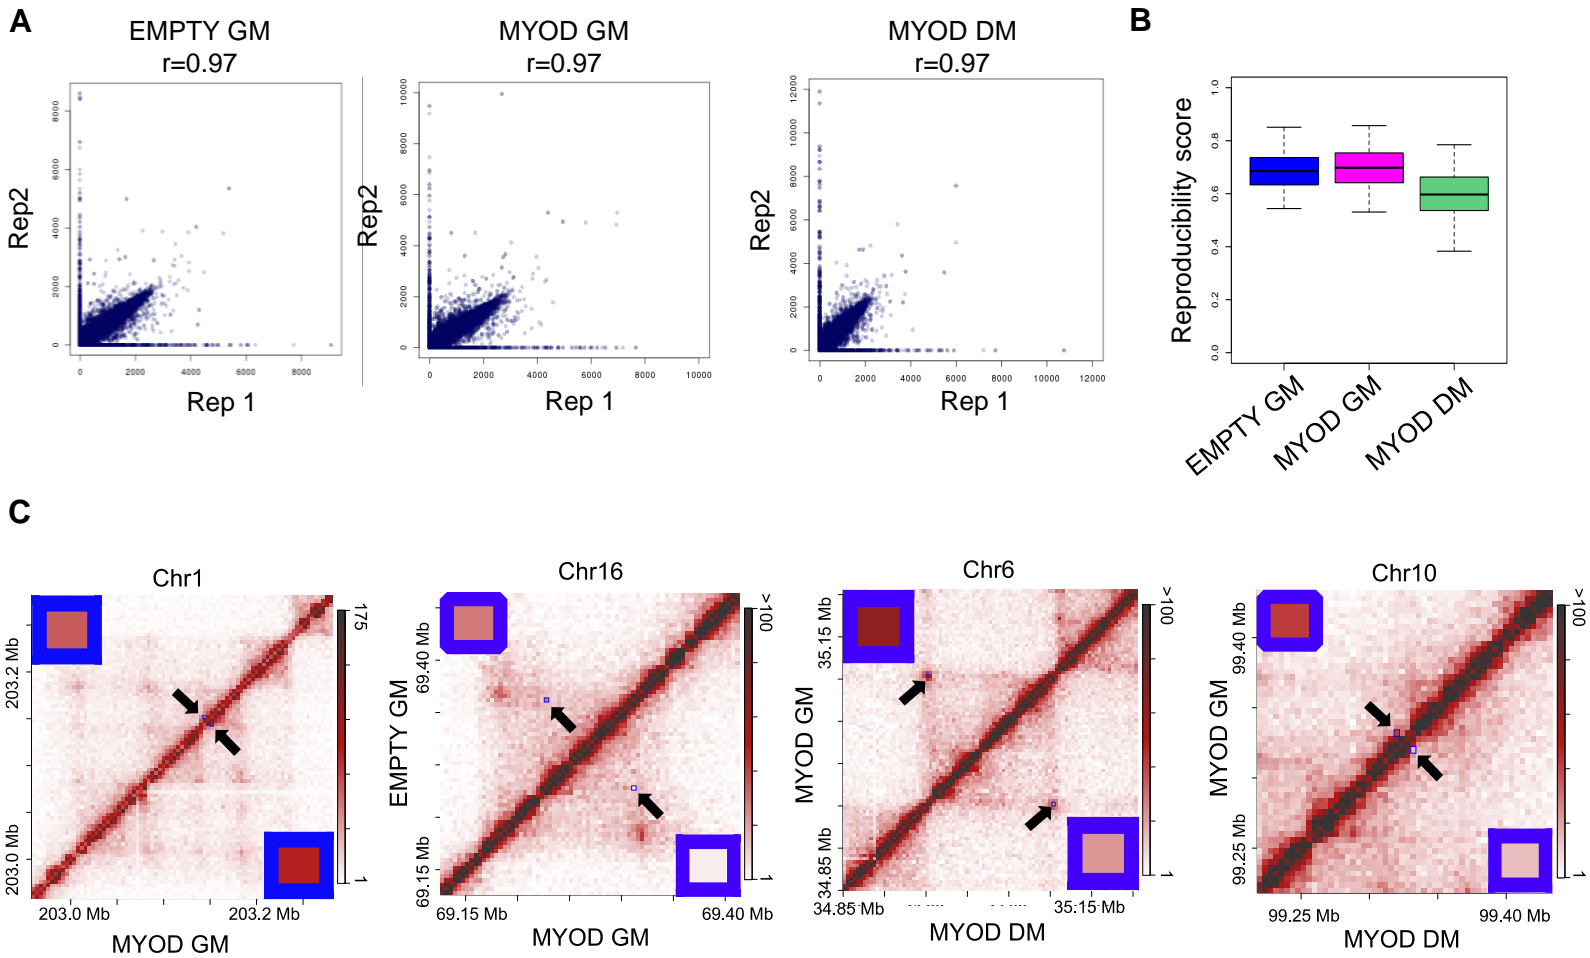 A
EMPTY GM
r=0.97
MYOD GM
r=0.97
MYOD DM
r=0.97
B
Rep2
0
2000
4000
6000
8000
0
2000
4000
6000
8000
Rep 1
Rep2
0
2000
4000
6000
8000
10000
0
2000
4000
6000
8000
10000
Rep 1
Rep2
0
2000
4000
6000
8000
10000
12000
0
2000
4000
6000
8000
10000
12000
Rep 1
Reproducibility score
0.0
0.2
0.4
0.6
0.8
1.0
EMPTY GM
MYOD GM
MYOD DM
C
Chr1
203.2 Mb
203.0 Mb
175
1
203.0 Mb
203.2 Mb
MYOD GM
Chr16
EMPTY GM
69.40 Mb
69.15 Mb
>100
1
69.15 Mb
69.40 Mb
MYOD GM
Chr6
MYOD GM
35.15 Mb
34.85 Mb
>100
1
34.85 Mb
35.15 Mb
MYOD DM
Chr10
MYOD GM
99.40 Mb
99.25 Mb
>100
1
99.25 Mb
99.40 Mb
MYOD DM